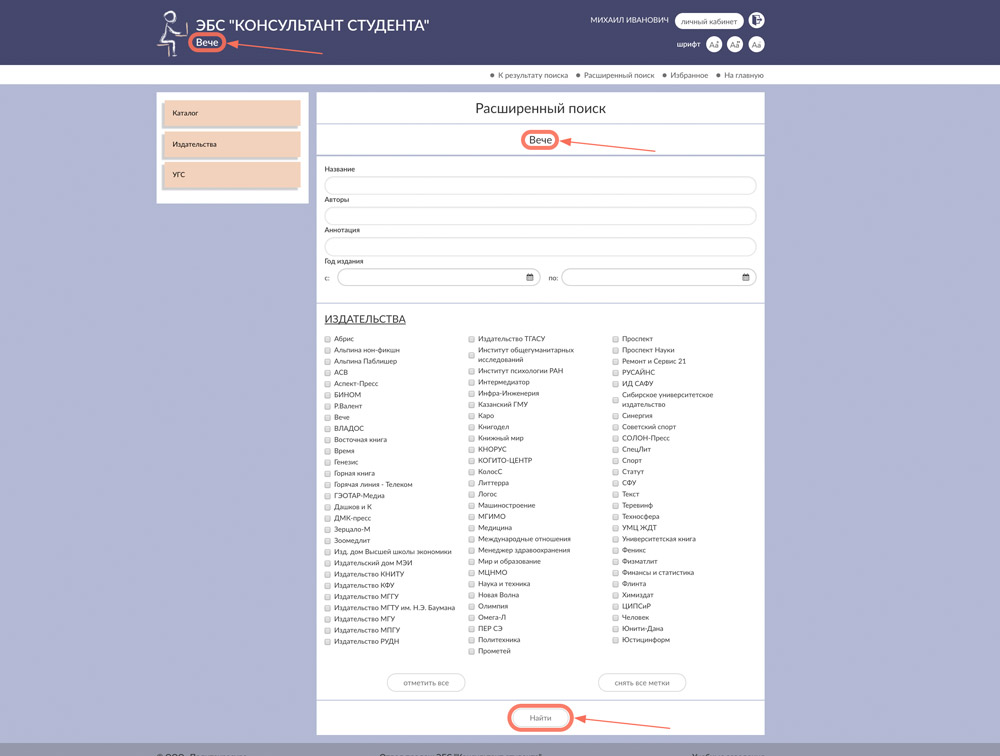 ЭБС "КОНСУЛЬТАНТ СТУДЕНТА"
Вече
МИХАИЛ ИВАНОВИЧ личный кабинет
шрифт Аа Аа Аа
К результату поиска Расширенный поиск Избранное На главную
Каталог
Издательства
УГС
Расширенный поиск
Вече
Название
Авторы
Аннотация
Год издания
с: по:
ИЗДАТЕЛЬСТВА
Абрис
Альпина нон-фикшн
Альпина Паблишер
АСВ
Аспект-Пресс
БИНОМ
Р.Валент
Вече
ВЛАДОС
Восточная книга
Время
Генезис
Горная книга
Горячая линия - Телеком
ГЭОТАР-Медиа
Дашков и К
ДМК-пресс
Зерцало-М
Зоомедлит
Изд. дом Высшей школы экономики
Издательский дом МЭИ
Издательство КНИТУ
Издательство КФУ
Издательство МГГУ
Издательство МГТУ им. Н.Э. Баумана
Издательство МГУ
Издательство МПГУ
Издательство РУДН
Издательство ТГАСУ
Институт общегуманитарных
исследований
Институт психологии РАН
Интермедиатор
Инфра-Инженерия
Казанский ГМУ
Каро
Книгодел
Книжный мир
КНОРУС
КОГИТО-ЦЕНТР
КолосС
Литтерра
Логос
Машиностроение
МГИМО
Медицина
Международные отношения
Менеджер здравоохранения
Мир и образование
МЦНМО
Наука и техника
Новая Волна
Олимпия
Омега-Л
ПЕР СЭ
Политехника
Прометей
Проспект
Проспект Науки
Ремонт и Сервис 21
РУСАЙНС
ИД САФУ
Сибирское университетское
издательство
Синергия
Советский спорт
СОЛОН-Пресс
СпецЛит
Спорт
Статут
СФУ
Текст
Теревинф
Техносфера
УМЦ ЖДТ
Университетская книга
Феникс
Физматлит
Финансы и статистика
Флинта
Химиздат
ЦИПСиР
Человек
Юнити-Дана
Юстицинформ
отметить все снять все метки
Найти